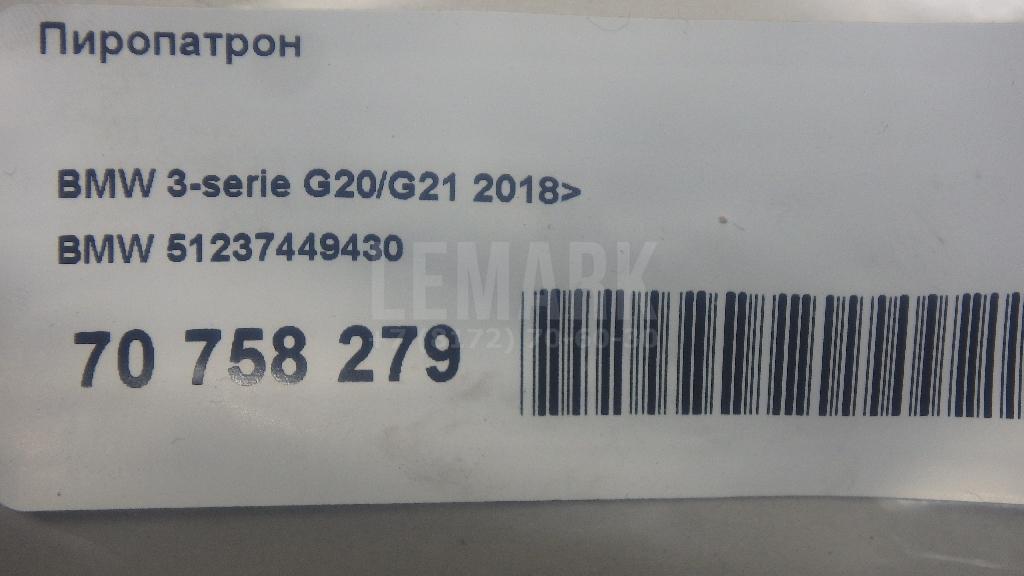 Пиропатрон
BMW 3-serie G20/G21 2018>
BMW 51237449430
LEMARK
70 758 279